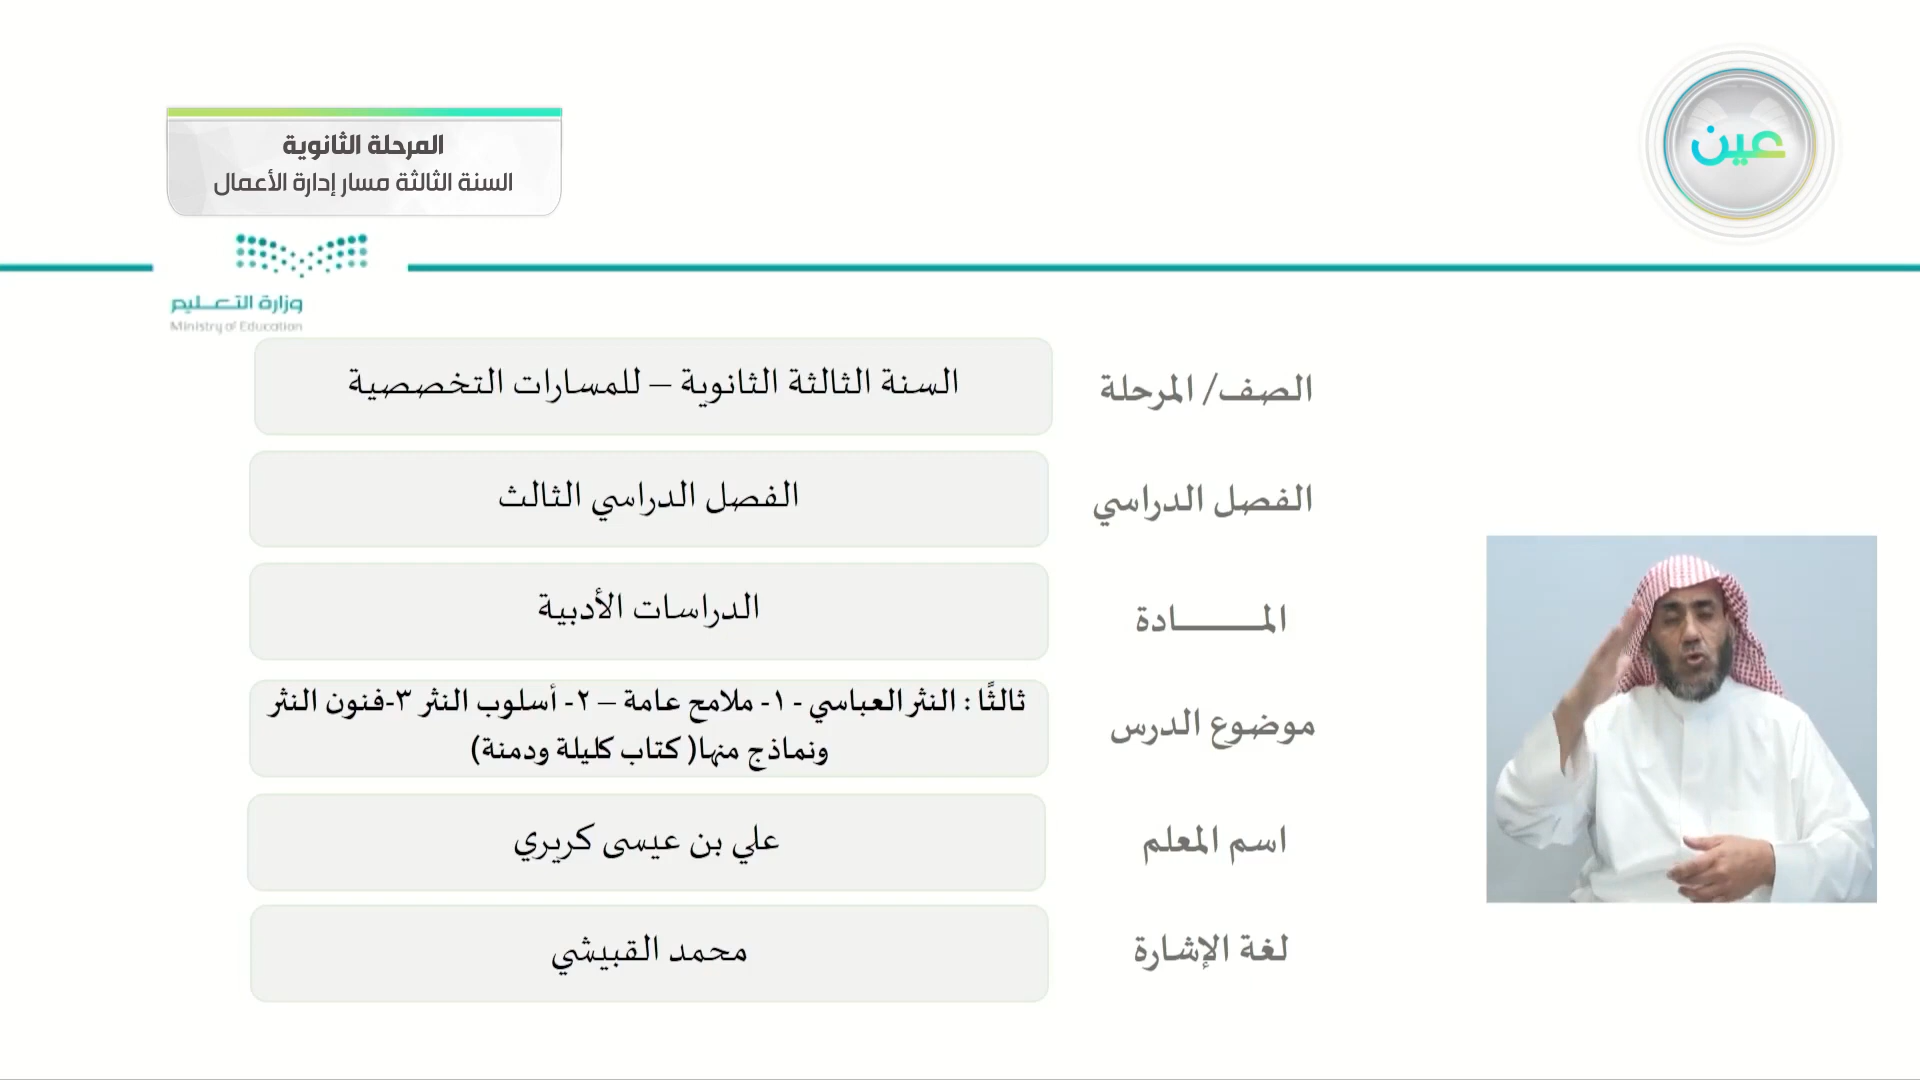 عين
المرحلة الثانوية
السنة الثالثة مسار إدارة الأعمال
وزارة التعليم
Ministry of Education
الصف/ المرحلة
السنة الثالثة الثانوية – للمسارات التخصصية
الفصل الدراسي
الفصل الدراسي الثالث
المـــــــادة
الدراسات الأدبية
موضوع الدرس
ثالثًا : النثر العباسي - ١- ملامح عامة – ٢- أسلوب النثر ٣-فنون النثر
ونماذج منها( كتاب كليلة ودمنة)
اسم المعلم
علي بن عيسى كريري
لغة الإشارة
محمد القبيشي